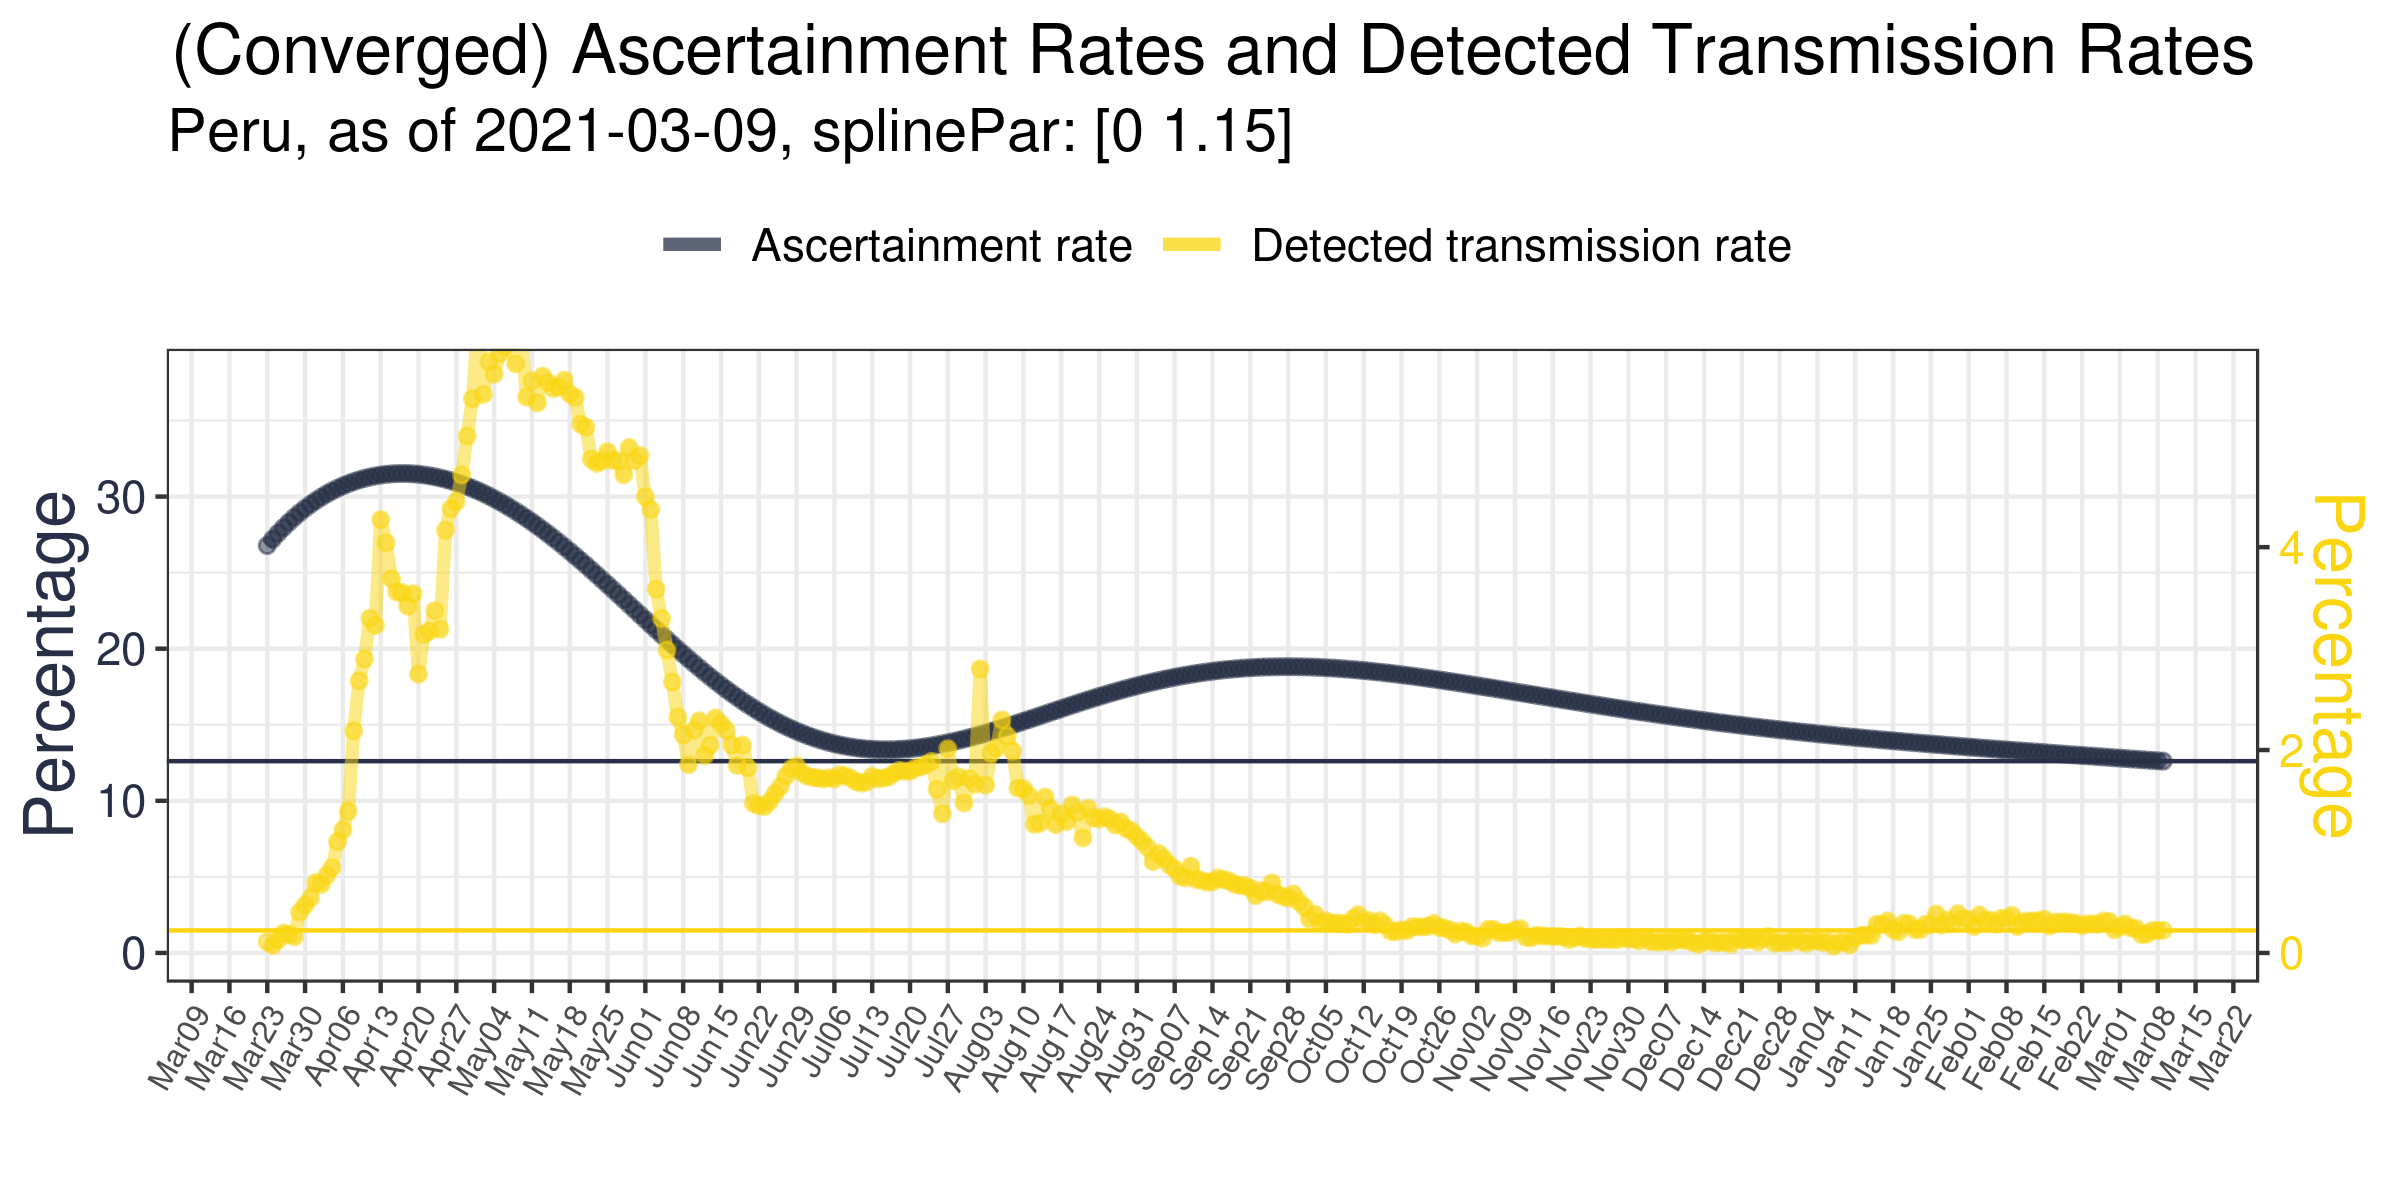 (Converged) Ascertainment Rates and Detected Transmission Rates
Peru, as of 2021-03-09, splinePar: [0 1.15]
Ascertainment rate Detected transmission rate
Percentage
30
20
10
0
4
2
0
Percentage
Mar09 Mar16 Mar23 Mar30 Apr06 Apr13 Apr20 Apr27 May04 May11 May18 May25 Jun01 Jun08 Jun15 Jun22 Jun29 Jul06 Jul13 Jul20 Jul27 Aug03 Aug10 Aug17 Aug24 Aug31 Sep07 Sep14 Sep21 Sep28 Oct05 Oct12 Oct19 Oct26 Nov02 Nov09 Nov16 Nov23 Nov30 Dec07 Dec14 Dec21 Dec28 Jan04 Jan11 Jan18 Jan25 Feb01 Feb08 Feb15 Feb22 Mar01 Mar08 Mar15 Mar22